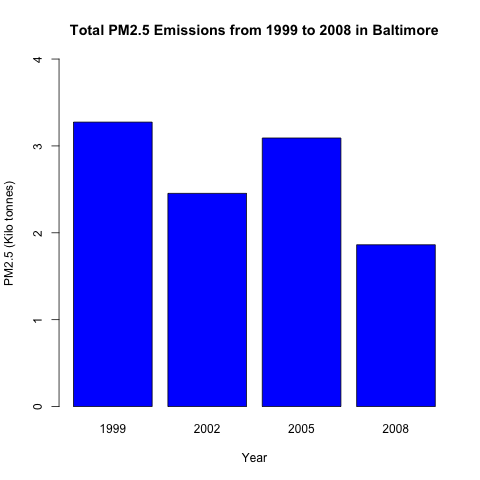 Total PM2.5 Emissions from 1999 to 2008 in Baltimore
4
3
2
1
0
PM2.5 (Kilo tonnes)
1999 2002 2005 2008
Year